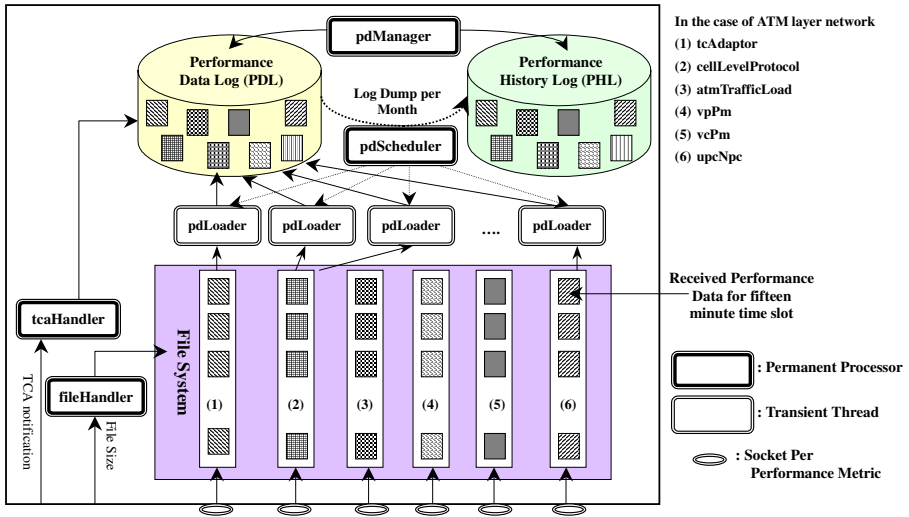 pdManager
Performance
Data Log (PDL)
Performance
History Log (PHL)
Log Dump per
Month
pdScheduler
pdLoader
pdLoader
pdLoader
....
pdLoader
tcaHandler
fileHandler
TCA notification
File Size
File System
(1)
(2)
(3)
(4)
(5)
(6)
In the case of ATM layer network
(1) tcAdaptor
(2) cellLevelProtocol
(3) atmTrafficLoad
(4) vpPm
(5) vcPm
(6) upcNpc
Received Performance
Data for fifteen
minute time slot
: Permanent Processor
: Transient Thread
: Socket Per
Performance Metric